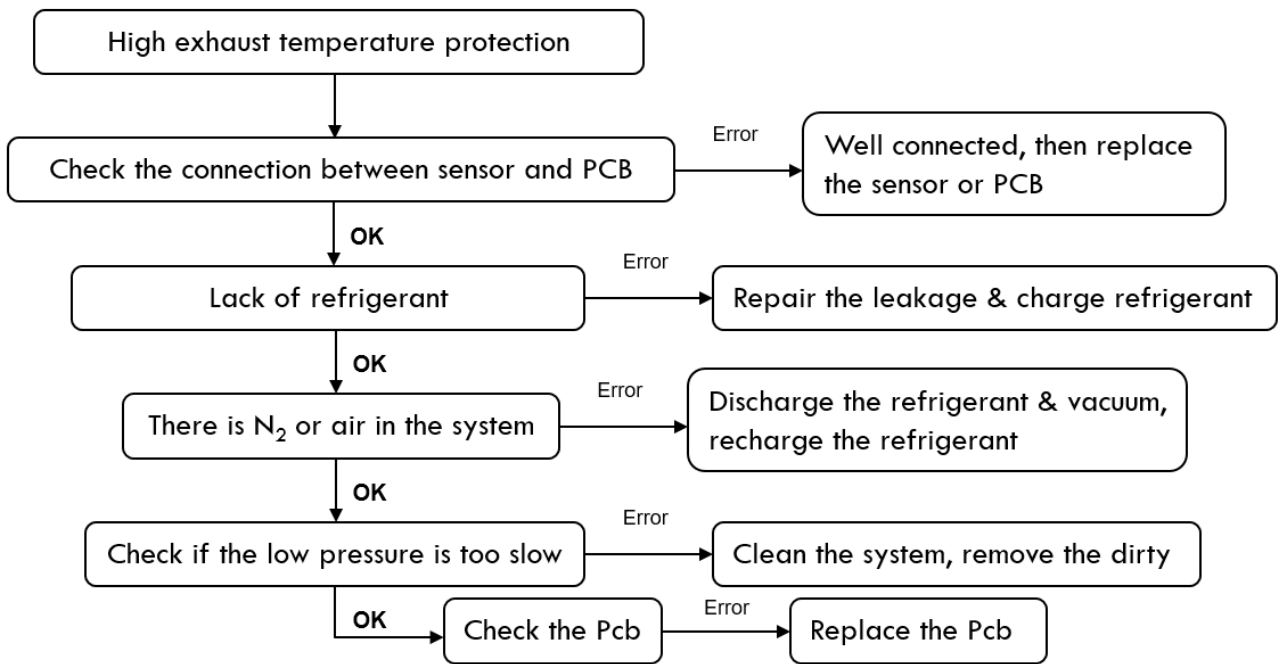 High exhaust temperature protection
Error
Check the connection between sensor and PCB
Well connected, then replace
the sensor or PCB
OK
Error
Lack of refrigerant
Repair the leakage & charge refrigerant
OK
Error
There is N₂ or air in the system
Discharge the refrigerant & vacuum,
recharge the refrigerant
OK
Error
Check if the low pressure is too slow
Clean the system, remove the dirty
OK
Error
Check the Pcb
Replace the Pcb